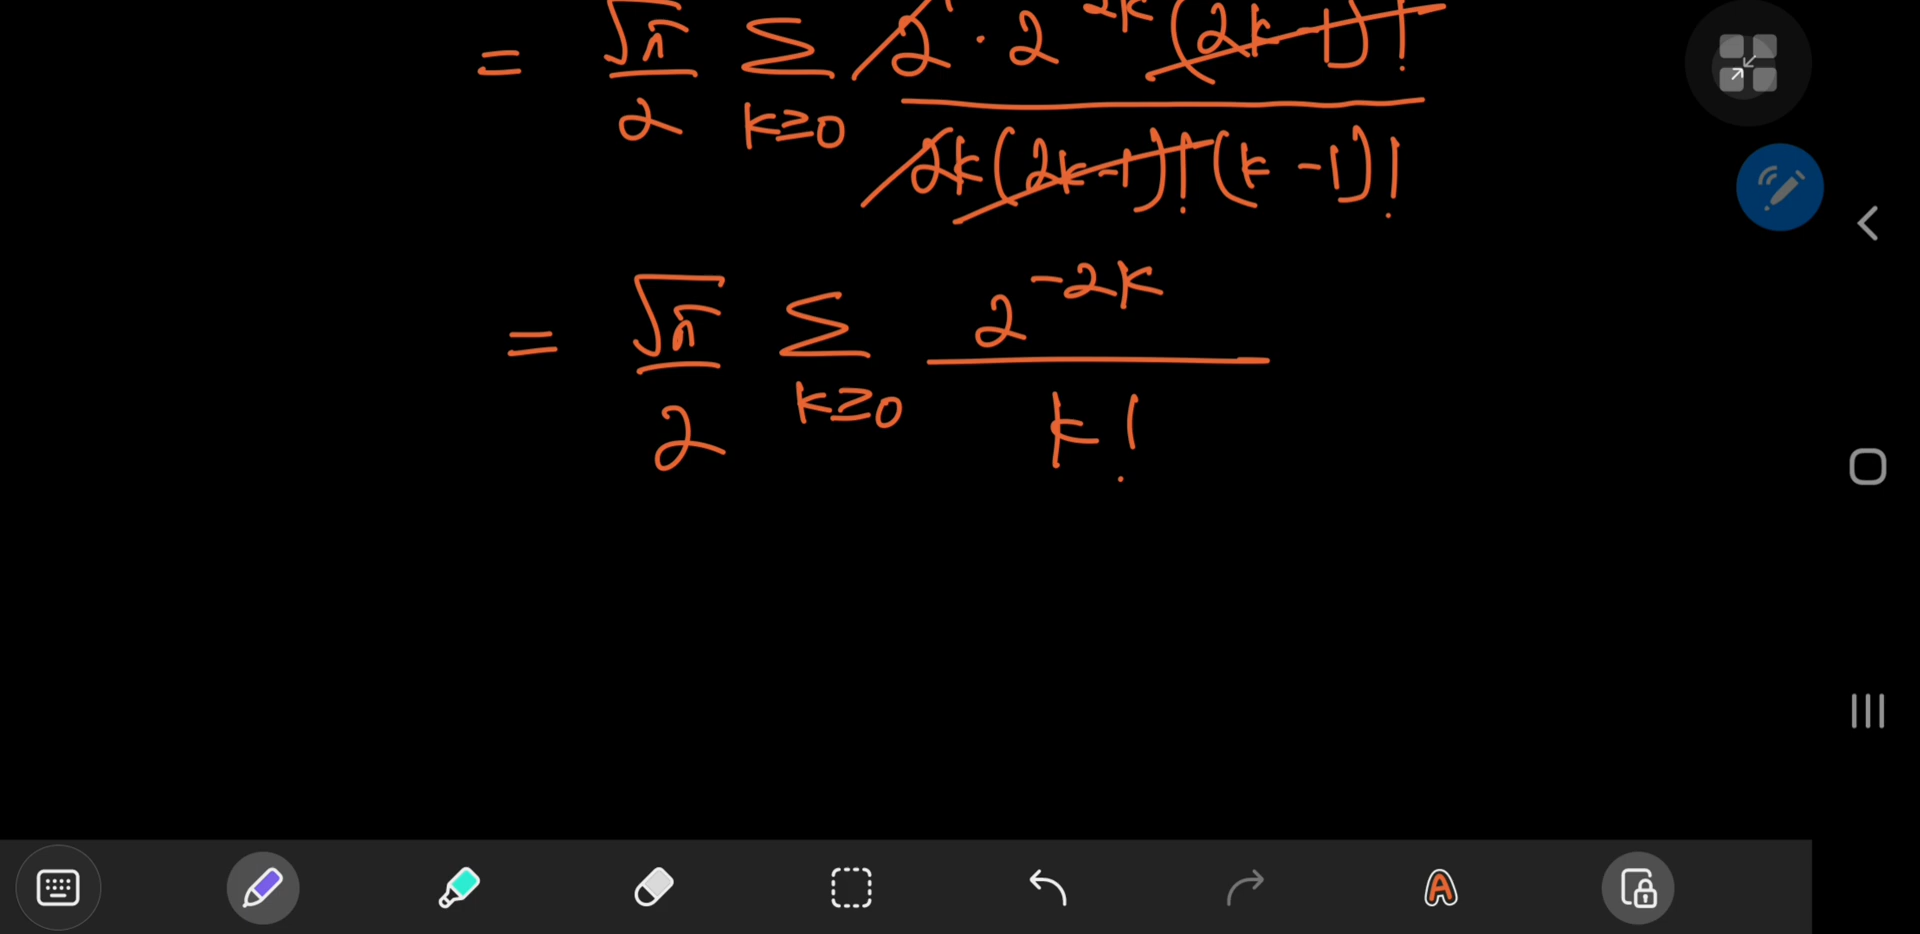 = √π/2 ∑_{k≥0} 2 · 2^{-2k} (2k-1)! / 2k(2k-1)!(k-1)!
= √π/2 ∑_{k≥0} 2^{-2k} / k!
A